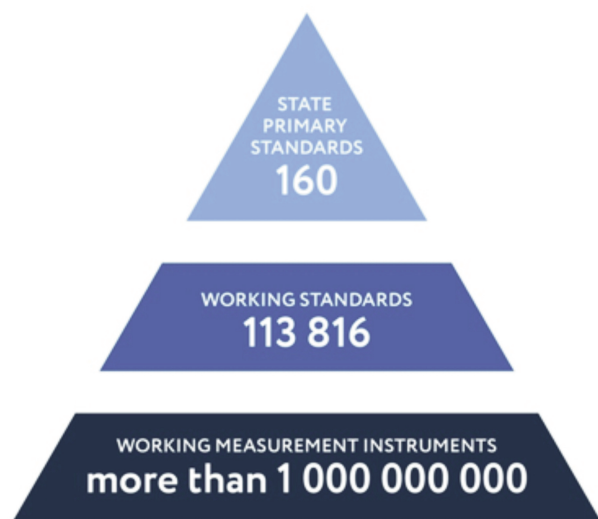 STATE
PRIMARY
STANDARDS
160
WORKING STANDARDS
113 816
WORKING MEASUREMENT INSTRUMENTS
more than 1 000 000 000